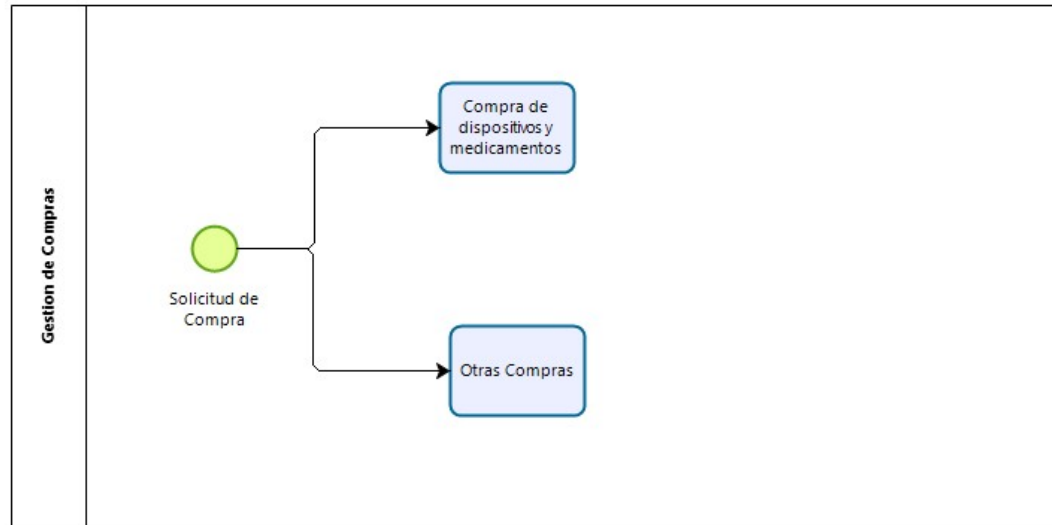 Gestion de Compras
Solicitud de
Compra
Compra de
dispositivos y
medicamentos
Otras Compras